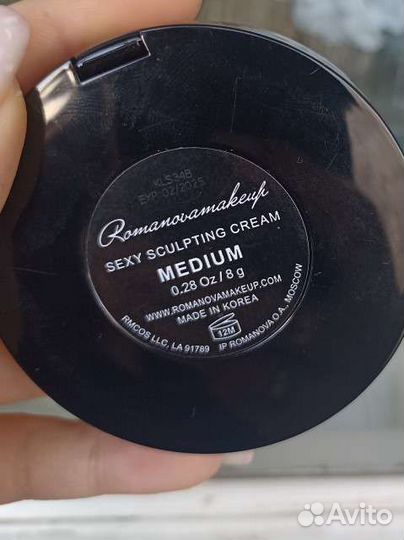 KLS34B
EXP 02/2025
Romanovamakeup
SEXY SCULPTING CREAM
MEDIUM
0.28 Oz / 8 g
WWW.ROMANOVAMAKEUP.COM
MADE IN KOREA
12M
RMCOS LLC, LA 91789
IP ROMANOVA O.A. MOSCOW
Avito